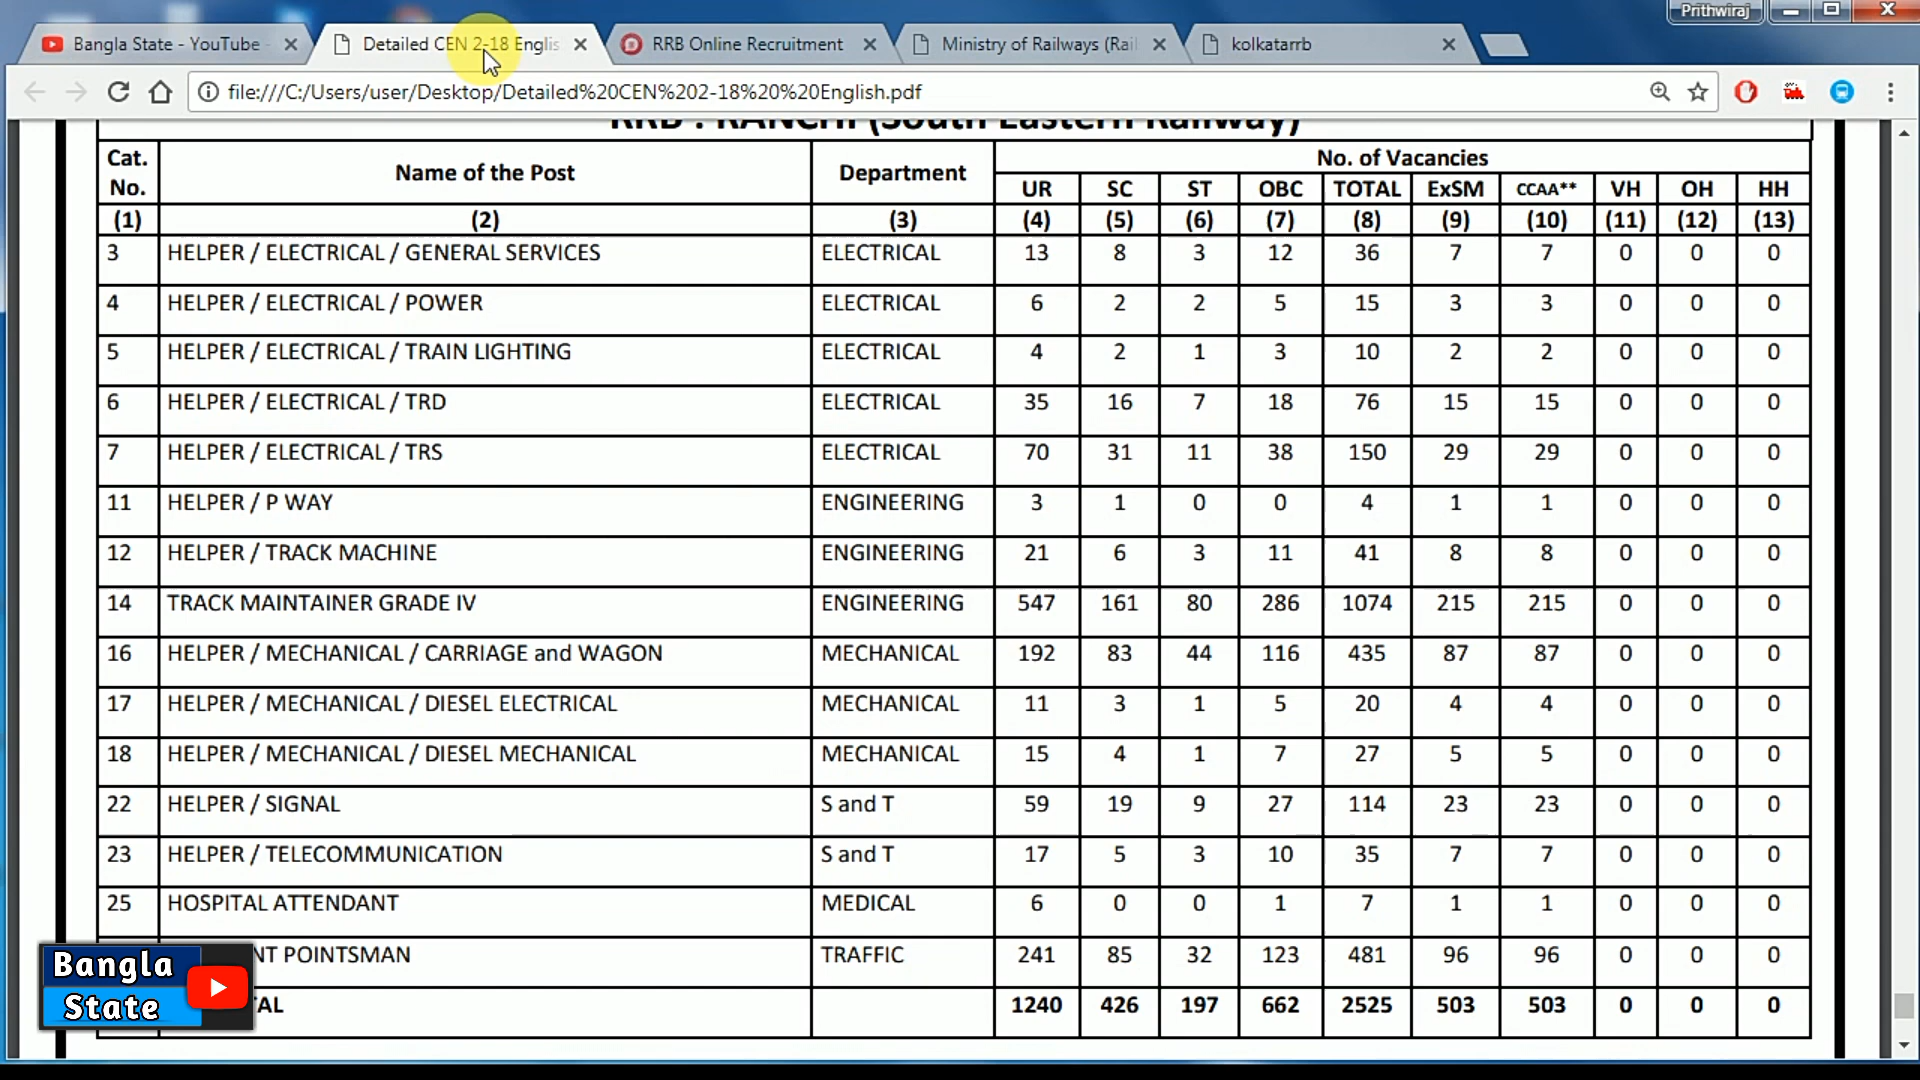 Prithwiraj
Bangla State - YouTube
Detailed CEN 2-18 Englis
RRB Online Recruitment
Ministry of Railways (Rail
kolkatarrb
file:///C:/Users/user/Desktop/Detailed%20CEN%202-18%20%20English.pdf
RRB : RANCHI (South Eastern Railway)
Cat. No. Name of the Post Department No. of Vacancies
UR SC ST OBC TOTAL ExSM CCAA** VH OH HH
(1) (2) (3) (4) (5) (6) (7) (8) (9) (10) (11) (12) (13)
3 HELPER / ELECTRICAL / GENERAL SERVICES ELECTRICAL 13 8 3 12 36 7 7 0 0 0
4 HELPER / ELECTRICAL / POWER ELECTRICAL 6 2 2 5 15 3 3 0 0 0
5 HELPER / ELECTRICAL / TRAIN LIGHTING ELECTRICAL 4 2 1 3 10 2 2 0 0 0
6 HELPER / ELECTRICAL / TRD ELECTRICAL 35 16 7 18 76 15 15 0 0 0
7 HELPER / ELECTRICAL / TRS ELECTRICAL 70 31 11 38 150 29 29 0 0 0
11 HELPER / P WAY ENGINEERING 3 1 0 0 4 1 1 0 0 0
12 HELPER / TRACK MACHINE ENGINEERING 21 6 3 11 41 8 8 0 0 0
14 TRACK MAINTAINER GRADE IV ENGINEERING 547 161 80 286 1074 215 215 0 0 0
16 HELPER / MECHANICAL / CARRIAGE and WAGON MECHANICAL 192 83 44 116 435 87 87 0 0 0
17 HELPER / MECHANICAL / DIESEL ELECTRICAL MECHANICAL 11 3 1 5 20 4 4 0 0 0
18 HELPER / MECHANICAL / DIESEL MECHANICAL MECHANICAL 15 4 1 7 27 5 5 0 0 0
22 HELPER / SIGNAL S and T 59 19 9 27 114 23 23 0 0 0
23 HELPER / TELECOMMUNICATION S and T 17 5 3 10 35 7 7 0 0 0
25 HOSPITAL ATTENDANT MEDICAL 6 0 0 1 7 1 1 0 0 0
NT POINTSMAN TRAFFIC 241 85 32 123 481 96 96 0 0 0
TAL 1240 426 197 662 2525 503 503 0 0 0
Bangla
State